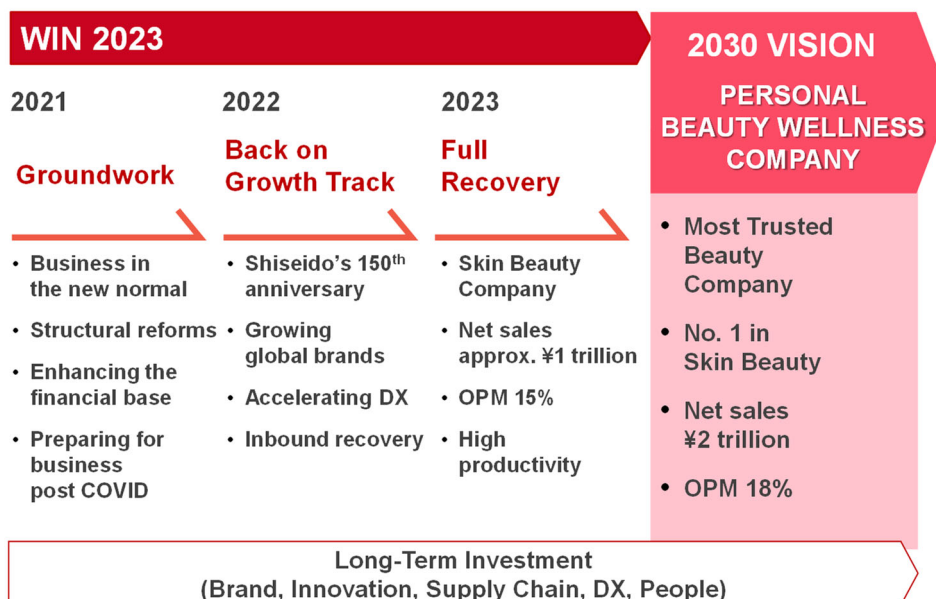 WIN 2023
2030 VISION
PERSONAL
BEAUTY WELLNESS
COMPANY
2021
Groundwork
• Business in
the new normal
• Structural reforms
• Enhancing the
financial base
• Preparing for
business
post COVID
2022
Back on
Growth Track
• Shiseido's 150th
anniversary
• Growing
global brands
• Accelerating DX
• Inbound recovery
2023
Full
Recovery
• Skin Beauty
Company
• Net sales
approx. ¥1 trillion
• OPM 15%
• High
productivity
• Most Trusted
Beauty
Company
• No. 1 in
Skin Beauty
• Net sales
¥2 trillion
• OPM 18%
Long-Term Investment
(Brand, Innovation, Supply Chain, DX, People)